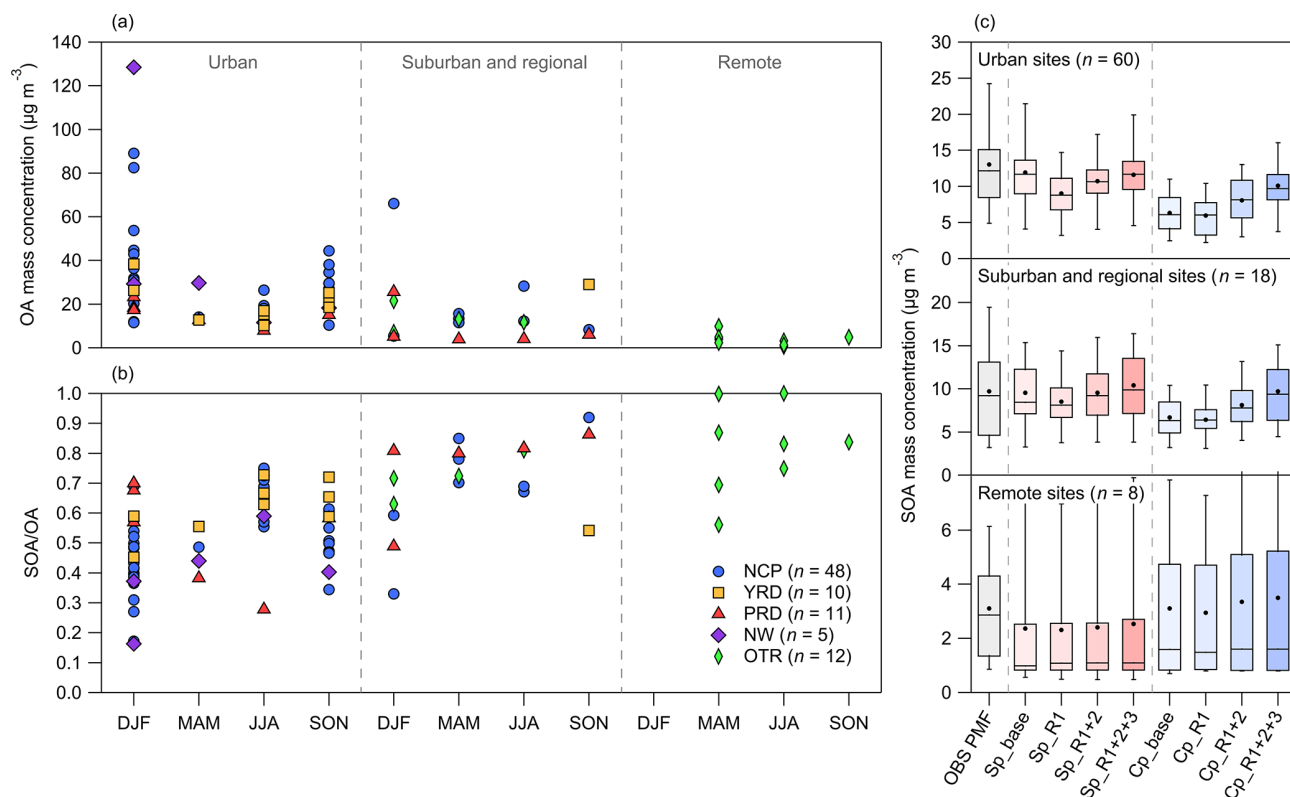 (a)
Urban
Suburban and regional
Remote
OA mass concentration (µg m⁻³)
140
120
100
80
60
40
20
0
(b)
SOA/OA
1.0
0.9
0.8
0.7
0.6
0.5
0.4
0.3
0.2
0.1
0.0
NCP (n = 48)
YRD (n = 10)
PRD (n = 11)
NW (n = 5)
OTR (n = 12)
DJF MAM JJA SON DJF MAM JJA SON DJF MAM JJA SON
(c)
SOA mass concentration (µg m⁻³)
Urban sites (n = 60)
30
25
20
15
10
5
0
Suburban and regional sites (n = 18)
20
15
10
5
0
Remote sites (n = 8)
6
4
2
0
OBS PMF
Sp_base
Sp_R1
Sp_R1+2
Sp_R1+2+3
Cp_base
Cp_R1
Cp_R1+2
Cp_R1+2+3